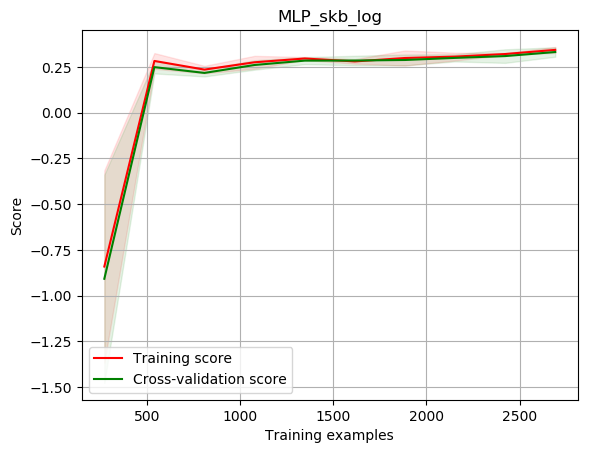 MLP_skb_log
Score
0.25
0.00
−0.25
−0.50
−0.75
−1.00
−1.25
−1.50
Training score
Cross-validation score
500 1000 1500 2000 2500
Training examples